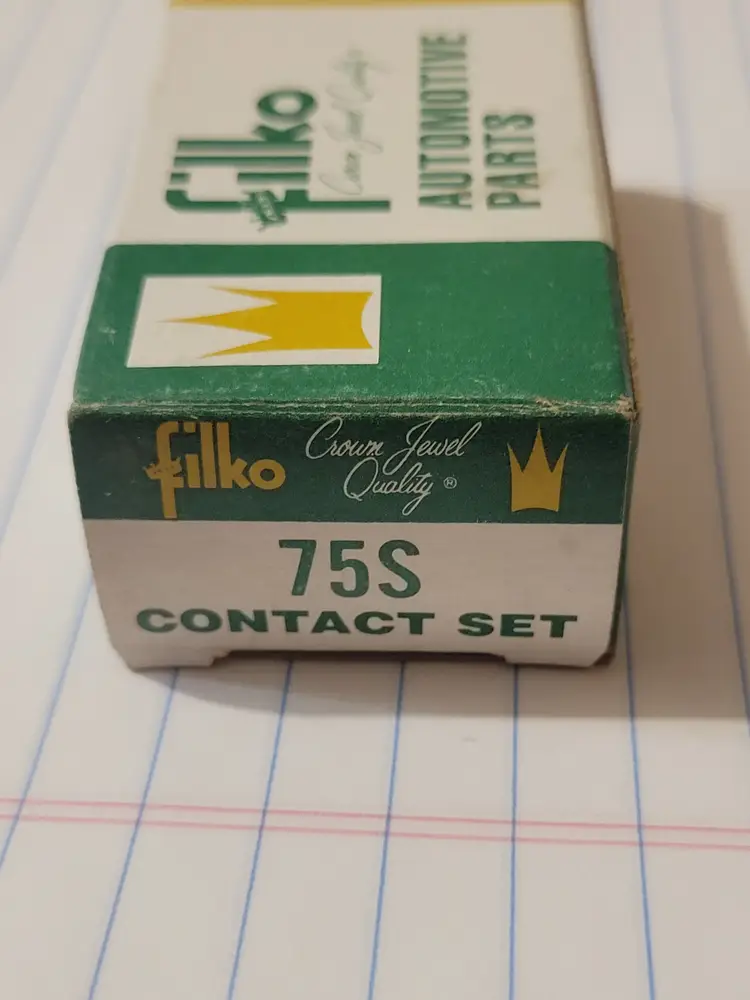 filko
Crown Jewel Quality
AUTOMOTIVE
PARTS
filko
Crown Jewel
Quality®
75S
CONTACT SET